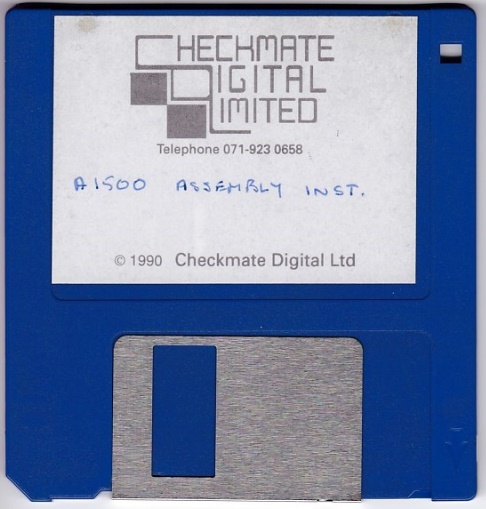 CHECKMATE
DIGITAL
LIMITED
Telephone 071-923 0658
A1500 ASSEMBLY INST.
© 1990 Checkmate Digital Ltd